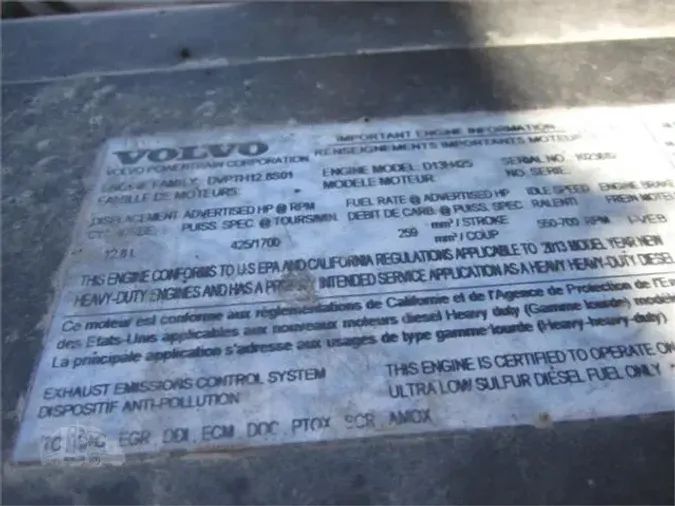 VOLVO
VOLVO POWERTRAIN CORPORATION
IMPORTANT ENGINE INFORMATION
RENSEIGNEMENTS IMPORTANTS MOTEUR
ENGINE FAMILY: DVPTH12.8S01
FAMILLE DE MOTEURS:
ENGINE MODEL: D13H425
MODELE MOTEUR:
SERIAL NO:
NO SERIE:
DISPLACEMENT
12.8 L
ADVERTISED HP @ RPM
PUISS. SPEC @ TOURS/MIN.
425/1700
FUEL RATE @ ADVERTISED HP
DEBIT DE CARB. @ PUISS. SPEC
259 mm³ / STROKE
mm³ / COUP
IDLE SPEED
RALENTI
RPM
ENGINE BRAKE
FREIN MOTEUR
THIS ENGINE CONFORMS TO U.S EPA AND CALIFORNIA REGULATIONS APPLICABLE TO 2013 MODEL YEAR NEW
HEAVY-DUTY ENGINES AND HAS A INTENDED SERVICE APPLICATION AS A HEAVY HEAVY-DUTY DIESEL
Ce moteur est conforme aux réglementations de Californie et de l'Agence de Protection de
des Etats-Unis applicables aux nouveaux moteurs diesel Heavy duty (Gamme lourde)
La principale application s'adresse aux usages de type gamme-lourde (Heavy-heavy-duty)
EXHAUST EMISSIONS CONTROL SYSTEM
DISPOSITIF ANTI-POLLUTION
THIS ENGINE IS CERTIFIED TO OPERATE ON
ULTRA LOW SULFUR DIESEL FUEL ONLY
EGR, DDI, ECM, DOC, PTOX, SCR, AMOX